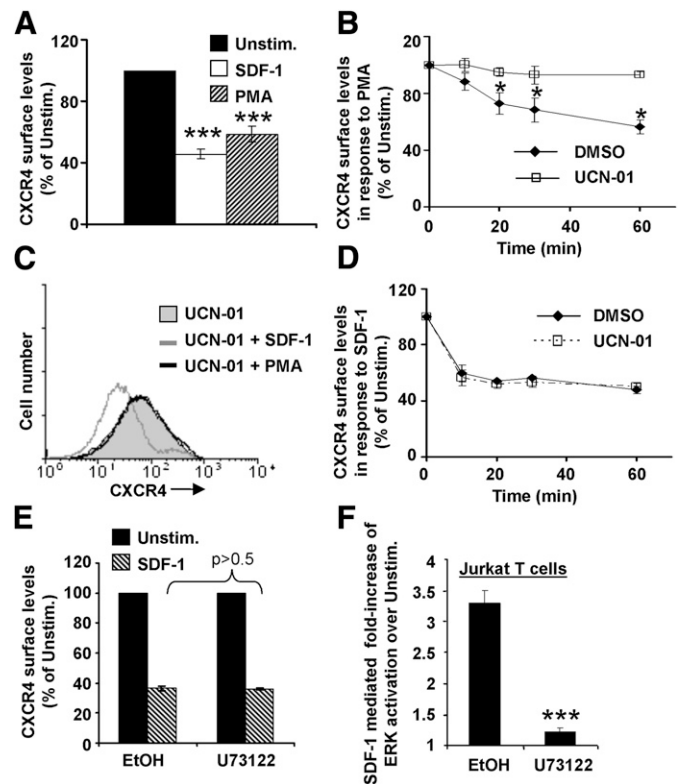 A
CXCR4 surface levels
(% of Unstim.)
120
80
40
0
Unstim.
SDF-1
PMA
***
***
B
CXCR4 surface levels
in response to PMA
(% of Unstim.)
20
80
40
0
*
*
*
DMSO
UCN-01
0
20
40
60
Time (min)
C
Cell number
UCN-01
UCN-01 + SDF-1
UCN-01 + PMA
10⁰
10¹
10²
10³
10⁴
CXCR4
D
CXCR4 surface levels
in response to SDF-1
(% of Unstim.)
120
80
40
0
DMSO
UCN-01
0
20
40
60
Time (min)
E
CXCR4 surface levels
(% of Unstim.)
Unstim.
SDF-1
p>0.5
120
100
80
60
40
20
0
EtOH
U73122
F
SDF-1 mediated fold-increase of
ERK activation over Unstim.
4
3.5
3
2.5
2
1.5
1
Jurkat T cells
***
EtOH
U73122